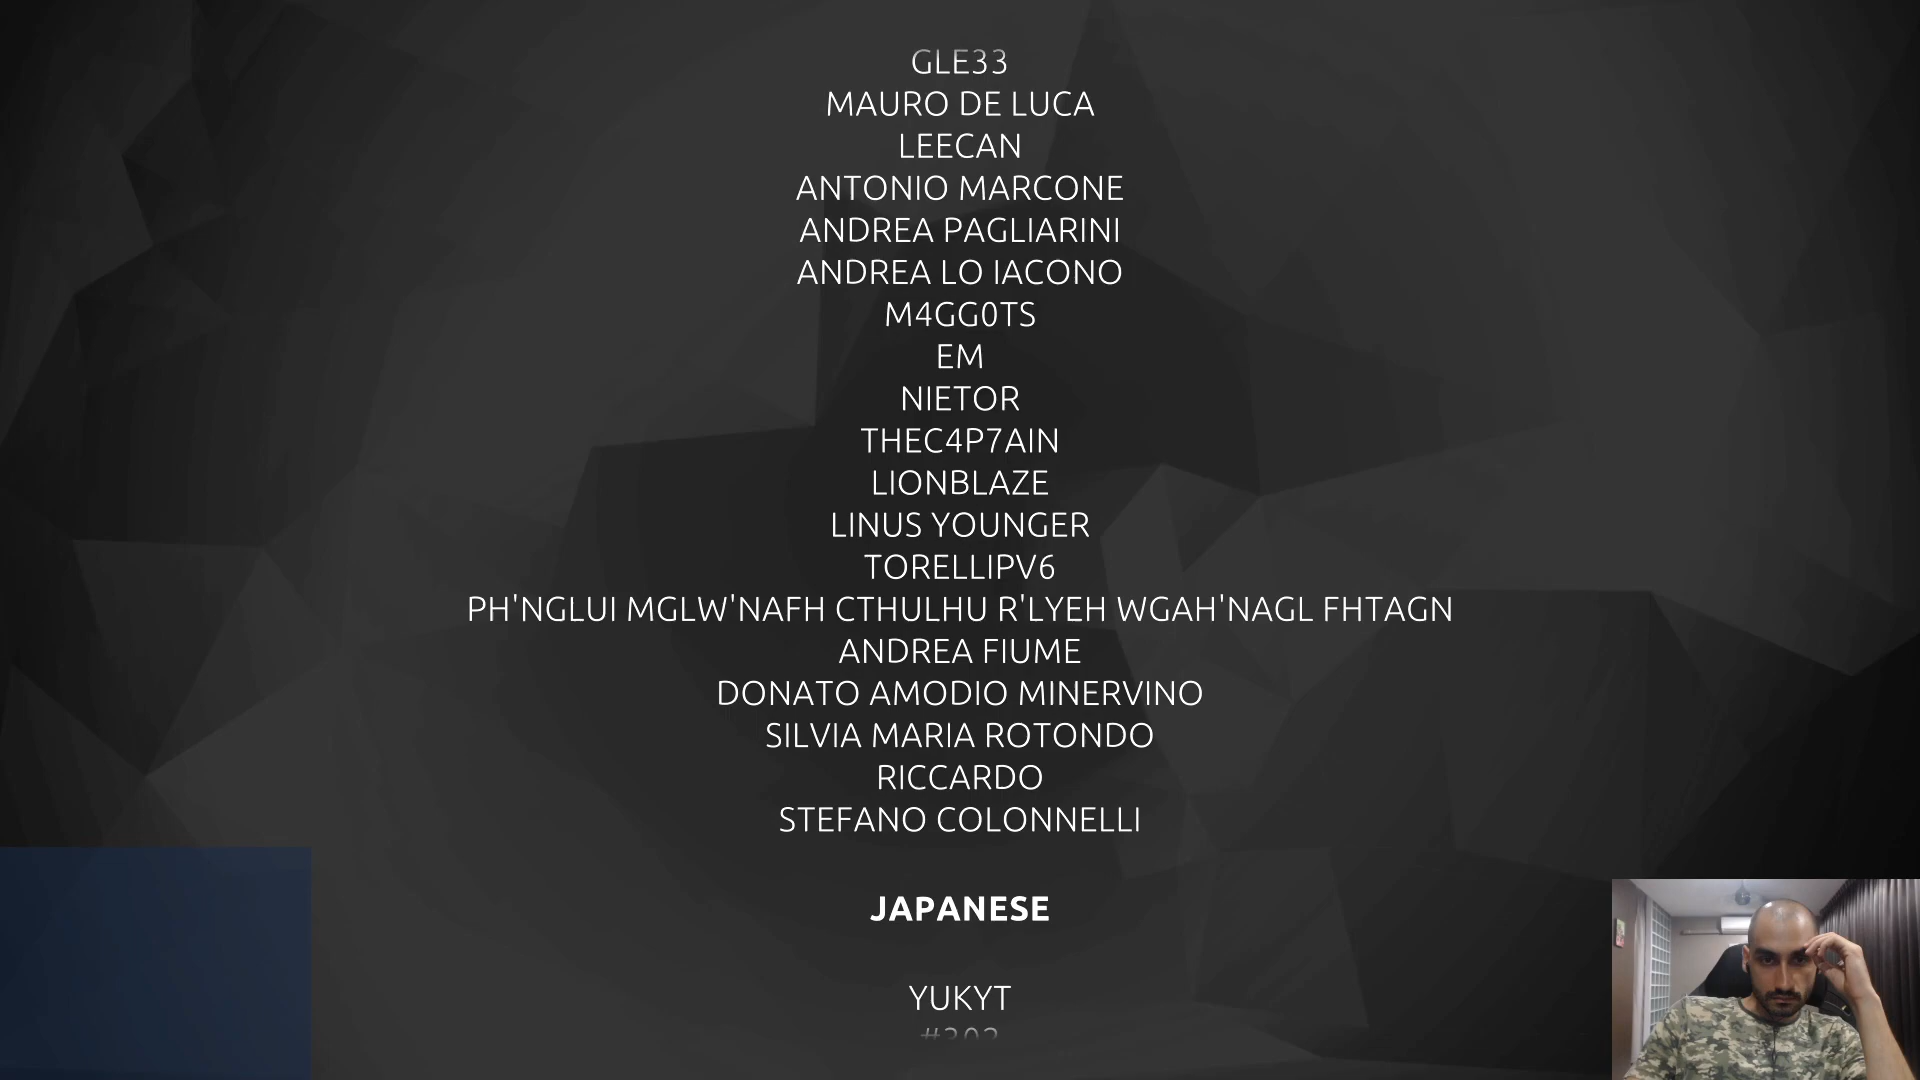 GLE33
MAURO DE LUCA
LEECAN
ANTONIO MARCONE
ANDREA PAGLIARINI
ANDREA LO IACONO
M4GG0TS
EM
NIETOR
THEC4P7AIN
LIONBLAZE
LINUS YOUNGER
TORELLIPV6
PH'NGLUI MGLW'NAFH CTHULHU R'LYEH WGAH'NAGL FHTAGN
ANDREA FIUME
DONATO AMODIO MINERVINO
SILVIA MARIA ROTONDO
RICCARDO
STEFANO COLONNELLI
JAPANESE
YUKYT